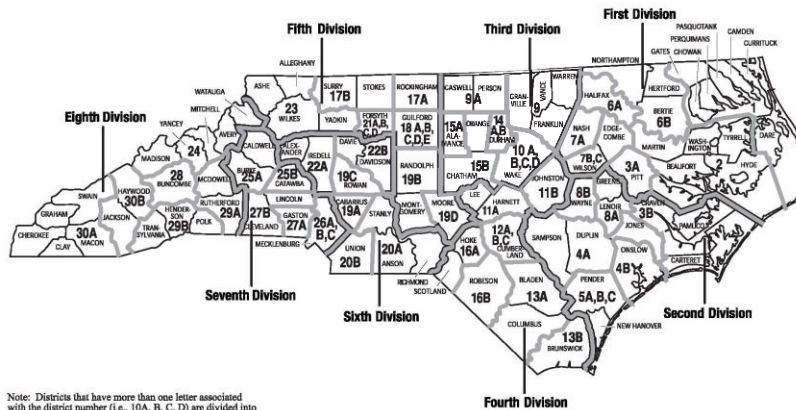 Fifth Division
Third Division
First Division
PASQUOTANK
PERQUIMANS
CAMDEN
CURRITUCK
GATES
CHOWAN
NORTHAMPTON
ALLEGHANY
ASHE
SURRY
17B
STOKES
ROCKINGHAM
17A
CASWELL
PERSON
9A
GRAN-
VILLE
VANCE
WARREN
9
HALIFAX
6A
HERTFORD
BERTIE
6B
1
Eighth Division
WATAUGA
MITCHELL
YANCEY
AVERY
24
23
WILKES
YADKIN
FORSYTH
21A,B,
C,D
GUILFORD
18 A,B,
C,D,E
15A
ALA-
MANCE
ORANGE
14
A,B
DURHAM
10 A,
B,C,D
WAKE
FRANKLIN
NASH
7A
EDGE-
COMBE
MARTIN
WASH-
INGTON
TYRRELL
DARE
MADISON
CALDWELL
ALEX-
ANDER
IREDELL
22A
DAVIE
22B
DAVIDSON
RANDOLPH
19B
15B
CHATHAM
7B,C
WILSON
3A
PITT
BEAUFORT
2
HYDE
28
BUNCOMBE
MCDOWELL
BURKE
25A
25B
CATAWBA
19C
ROWAN
LEE
11A
HARNETT
JOHNSTON
11B
8B
WAYNE
GREENE
LENOIR
8A
CRAVEN
3B
PAMLICO
JONES
SWAIN
HAYWOOD
30B
GRAHAM
CHEROKEE
CLAY
30A
MACON
JACKSON
TRAN-
SYLVANIA
HENDER-
SON
29B
POLK
RUTHERFORD
29A
LINCOLN
27B
CLEVELAND
GASTON
27A
MECKLENBURG
26A,
B,C
CABARRUS
19A
STANLY
MONT-
GOMERY
MOORE
19D
UNION
20B
20A
ANSON
RICHMOND
SCOTLAND
HOKE
16A
12A,
B,C
CUMBER-
LAND
SAMPSON
DUPLIN
4A
ONSLOW
4B
CARTERET
ROBESON
16B
BLADEN
13A
PENDER
5A,B,C
COLUMBUS
13B
BRUNSWICK
NEW HANOVER
Seventh Division
Sixth Division
Second Division
Fourth Division
Note: Districts that have more than one letter associated
with the district number (i.e., 10A, B, C, D) are divided into